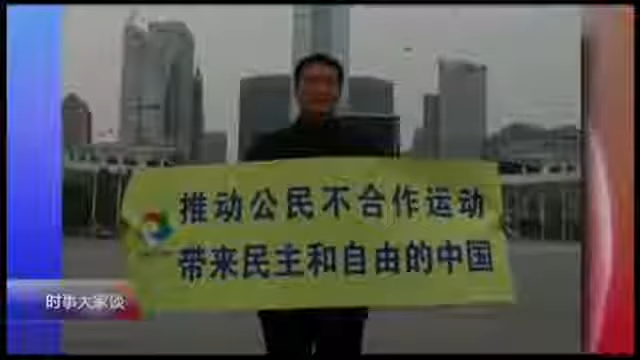 推动公民不合作运动
带来民主和自由的中国
时事大家谈